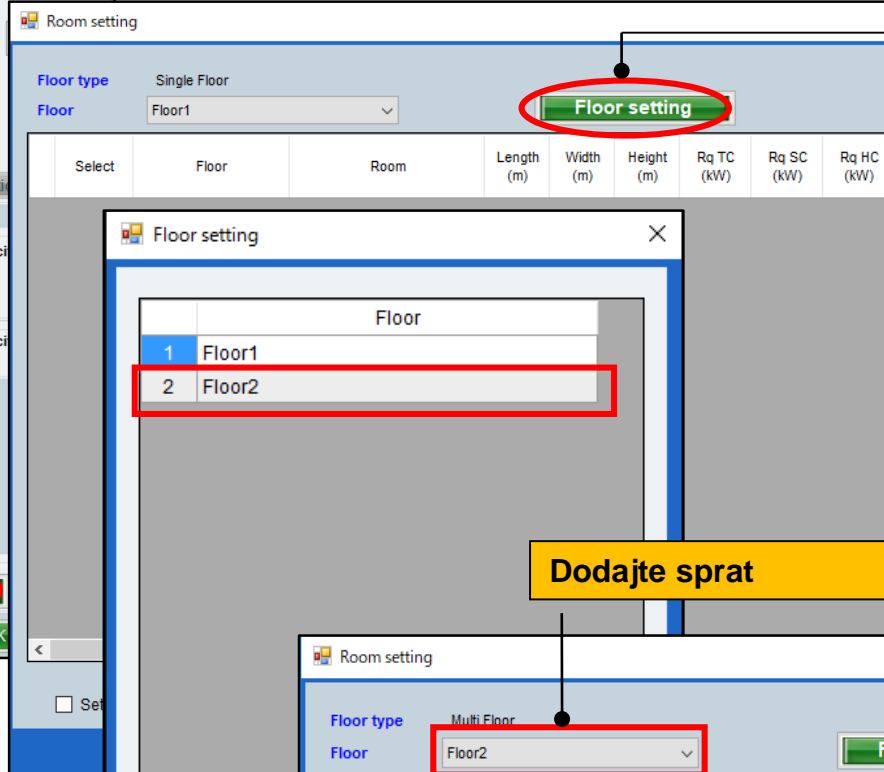 Room setting
Floor type Single Floor
Floor Floor1
Floor setting
Select Floor Room Length (m) Width (m) Height (m) Rq TC (kW) Rq SC (kW) Rq HC (kW)
Floor setting
Floor
1 Floor1
2 Floor2
Dodajte sprat
Room setting
Set
Floor type Multi Floor
Floor Floor2